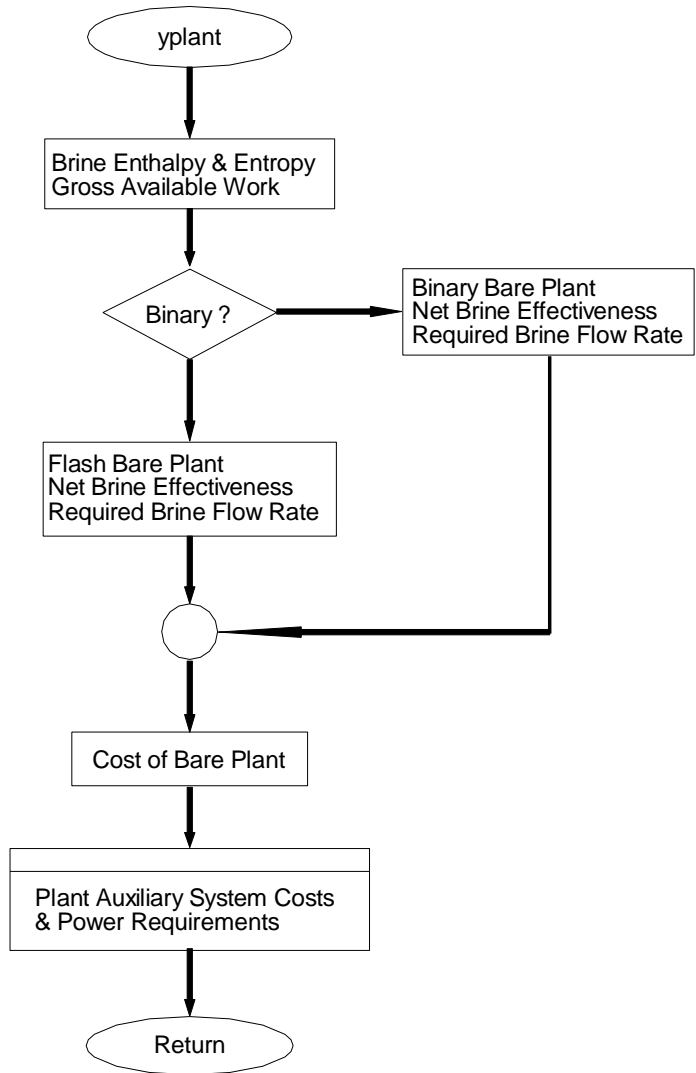 yplant
Brine Enthalpy & Entropy
Gross Available Work
Binary ?
Binary Bare Plant
Net Brine Effectiveness
Required Brine Flow Rate
Flash Bare Plant
Net Brine Effectiveness
Required Brine Flow Rate
Cost of Bare Plant
Plant Auxiliary System Costs
& Power Requirements
Return